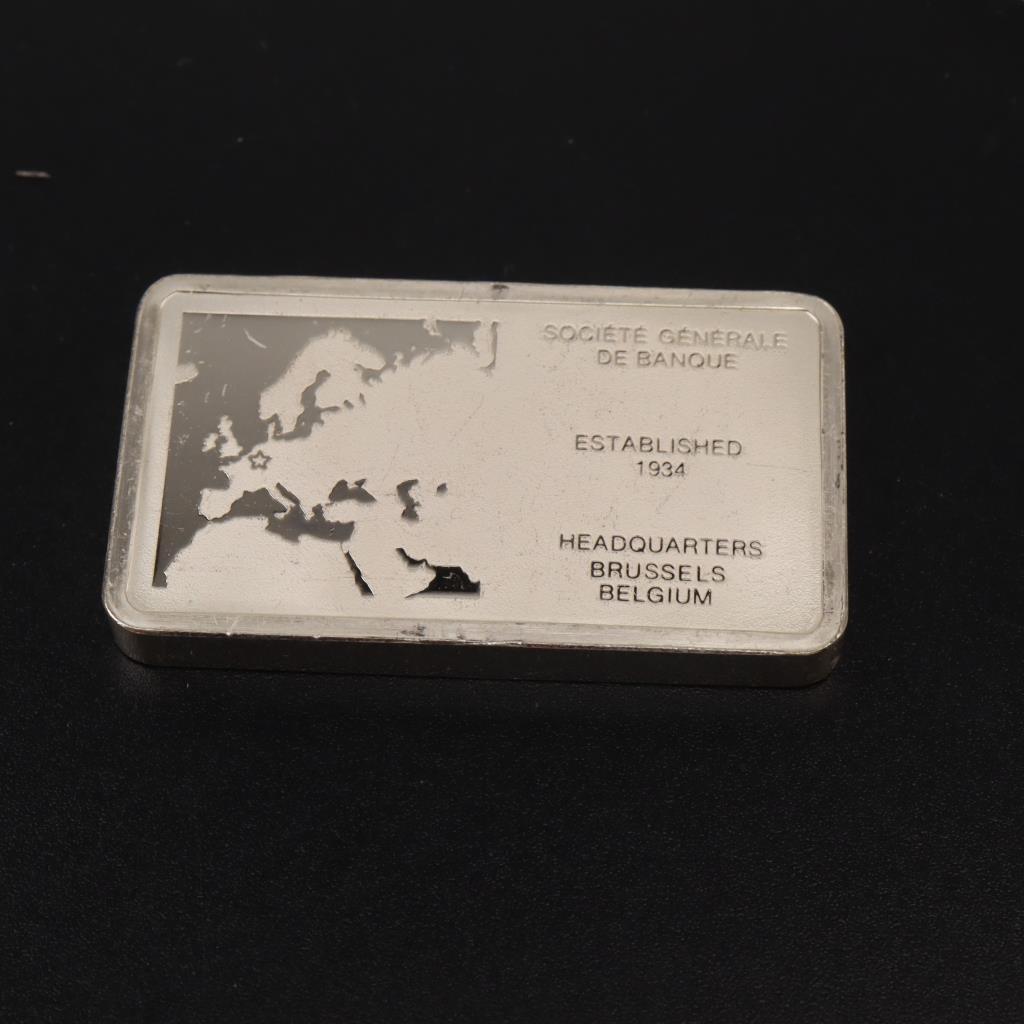 SOCIÉTÉ GÉNÉRALE
DE BANQUE
ESTABLISHED
1934
HEADQUARTERS
BRUSSELS
BELGIUM